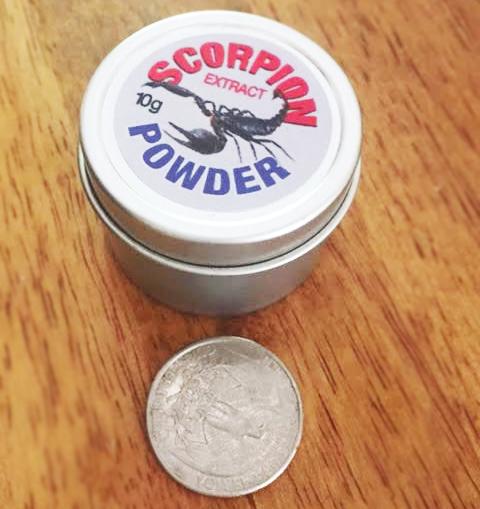 SCORPION
EXTRACT
10g
POWDER